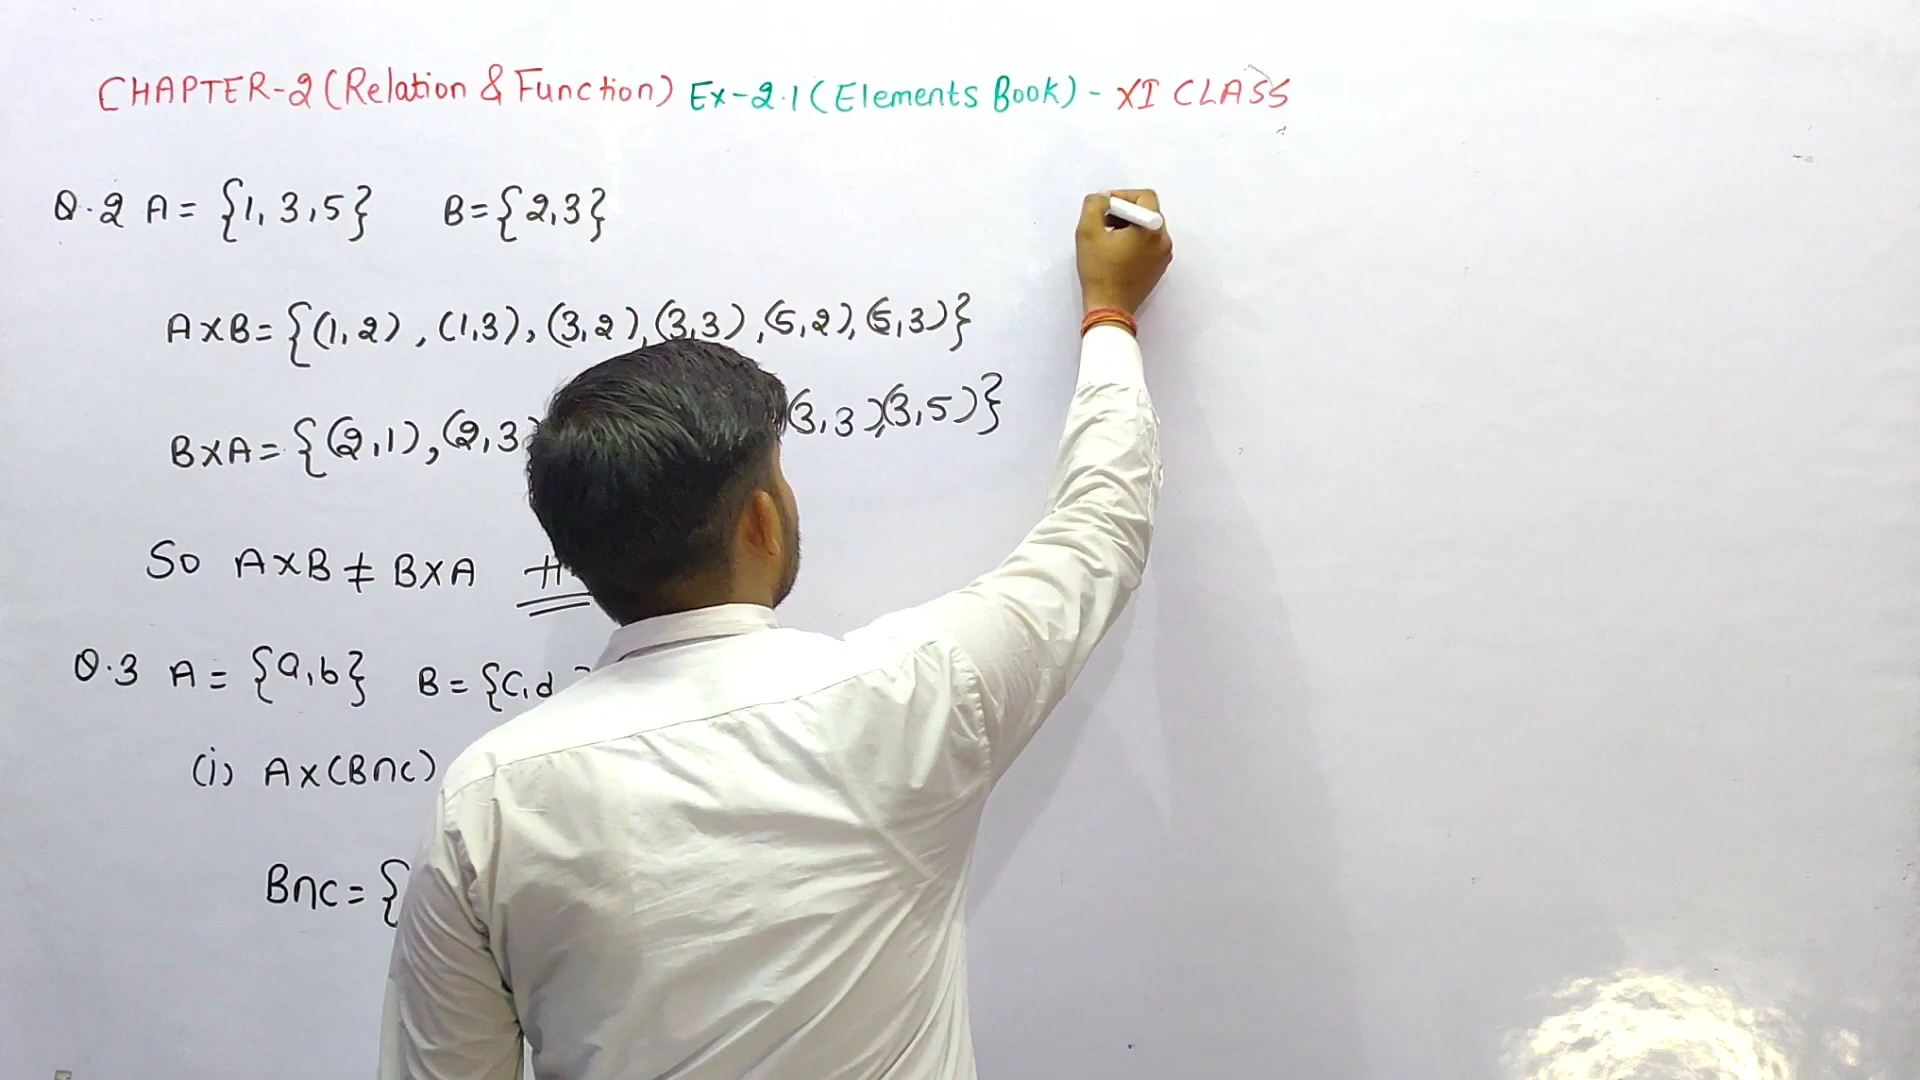 CHAPTER-2 (Relation & Function) Ex-2.1 (Elements Book) - XI CLASS
Q.2 A = {1, 3, 5} B = {2, 3}
A×B = {(1, 2), (1, 3), (3, 2), (3, 3), (5, 2), (5, 3)}
B×A = {(2, 1), (2, 3 (3, 3), (3, 5)}
So A×B ≠ B×A
Q.3 A = {a, b} B = {c, d
(i) A×(B∩C)
B∩C = {